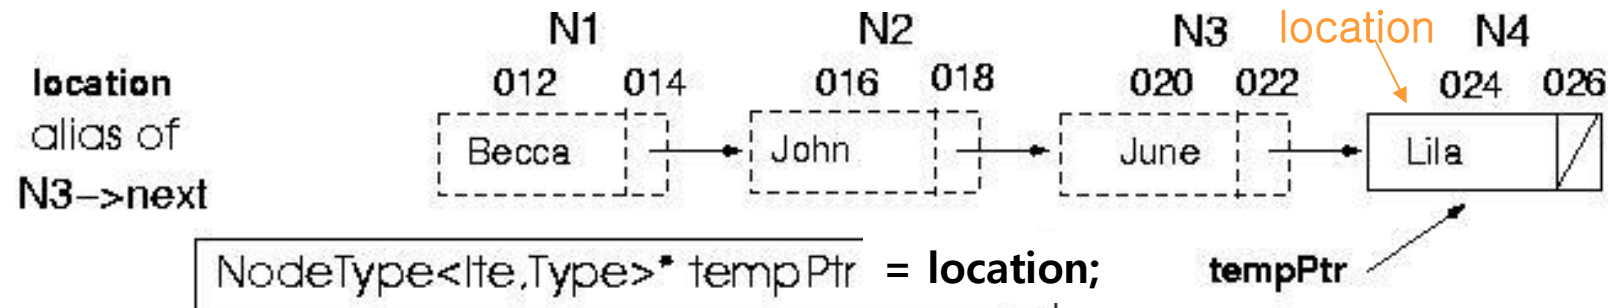 N1 N2 N3 location N4
location 012 014 016 018 020 022 024 026
alias of Becca John June Lila
N3->next
NodeType<Ite,Type>* tempPtr = location; tempPtr